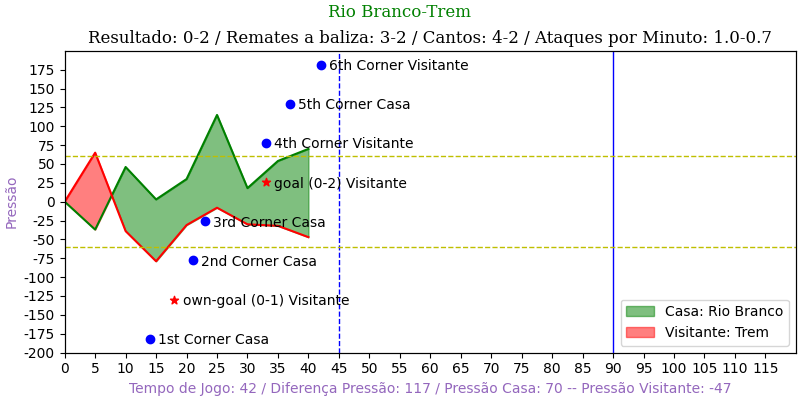 Rio Branco-Trem
Resultado: 0-2 / Remates a baliza: 3-2 / Cantos: 4-2 / Ataques por Minuto: 1.0-0.7
Pressão
175
150
125
100
75
50
25
0
-25
-50
-75
-100
-125
-150
-175
-200
6th Corner Visitante
5th Corner Casa
4th Corner Visitante
goal (0-2) Visitante
3rd Corner Casa
2nd Corner Casa
own-goal (0-1) Visitante
1st Corner Casa
Casa: Rio Branco
Visitante: Trem
0 5 10 15 20 25 30 35 40 45 50 55 60 65 70 75 80 85 90 95 100 105 110 115
Tempo de Jogo: 42 / Diferença Pressão: 117 / Pressão Casa: 70 -- Pressão Visitante: -47